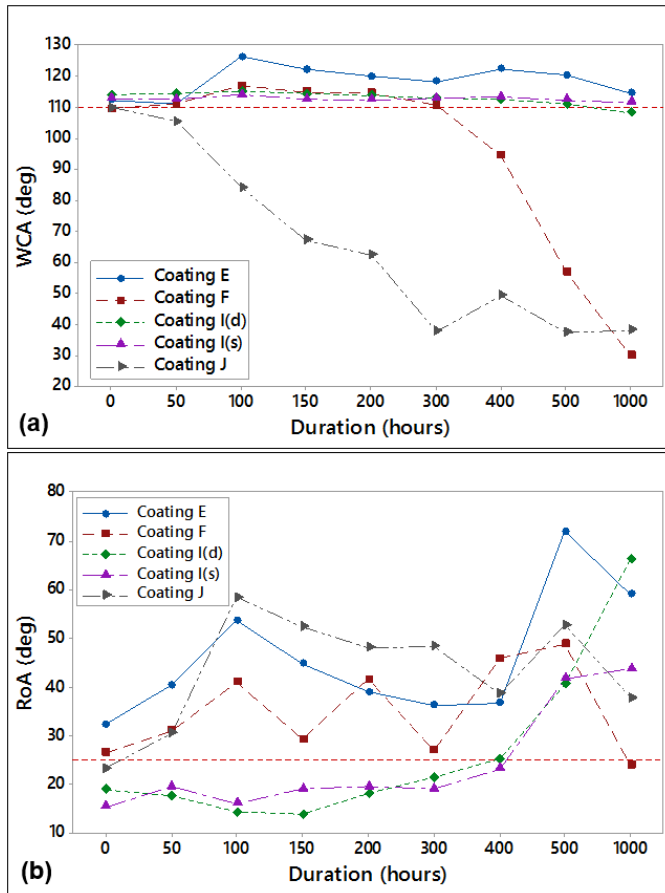 130
120
110
100
90
80
70
60
50
40
30
20
WCA (deg)
Coating E
Coating F
Coating I(d)
Coating I(s)
Coating J
0 50 100 150 200 300 400 500 1000
Duration (hours)
(a)
80
70
60
50
40
30
20
10
RoA (deg)
Coating E
Coating F
Coating I(d)
Coating I(s)
Coating J
0 50 100 150 200 300 400 500 1000
Duration (hours)
(b)